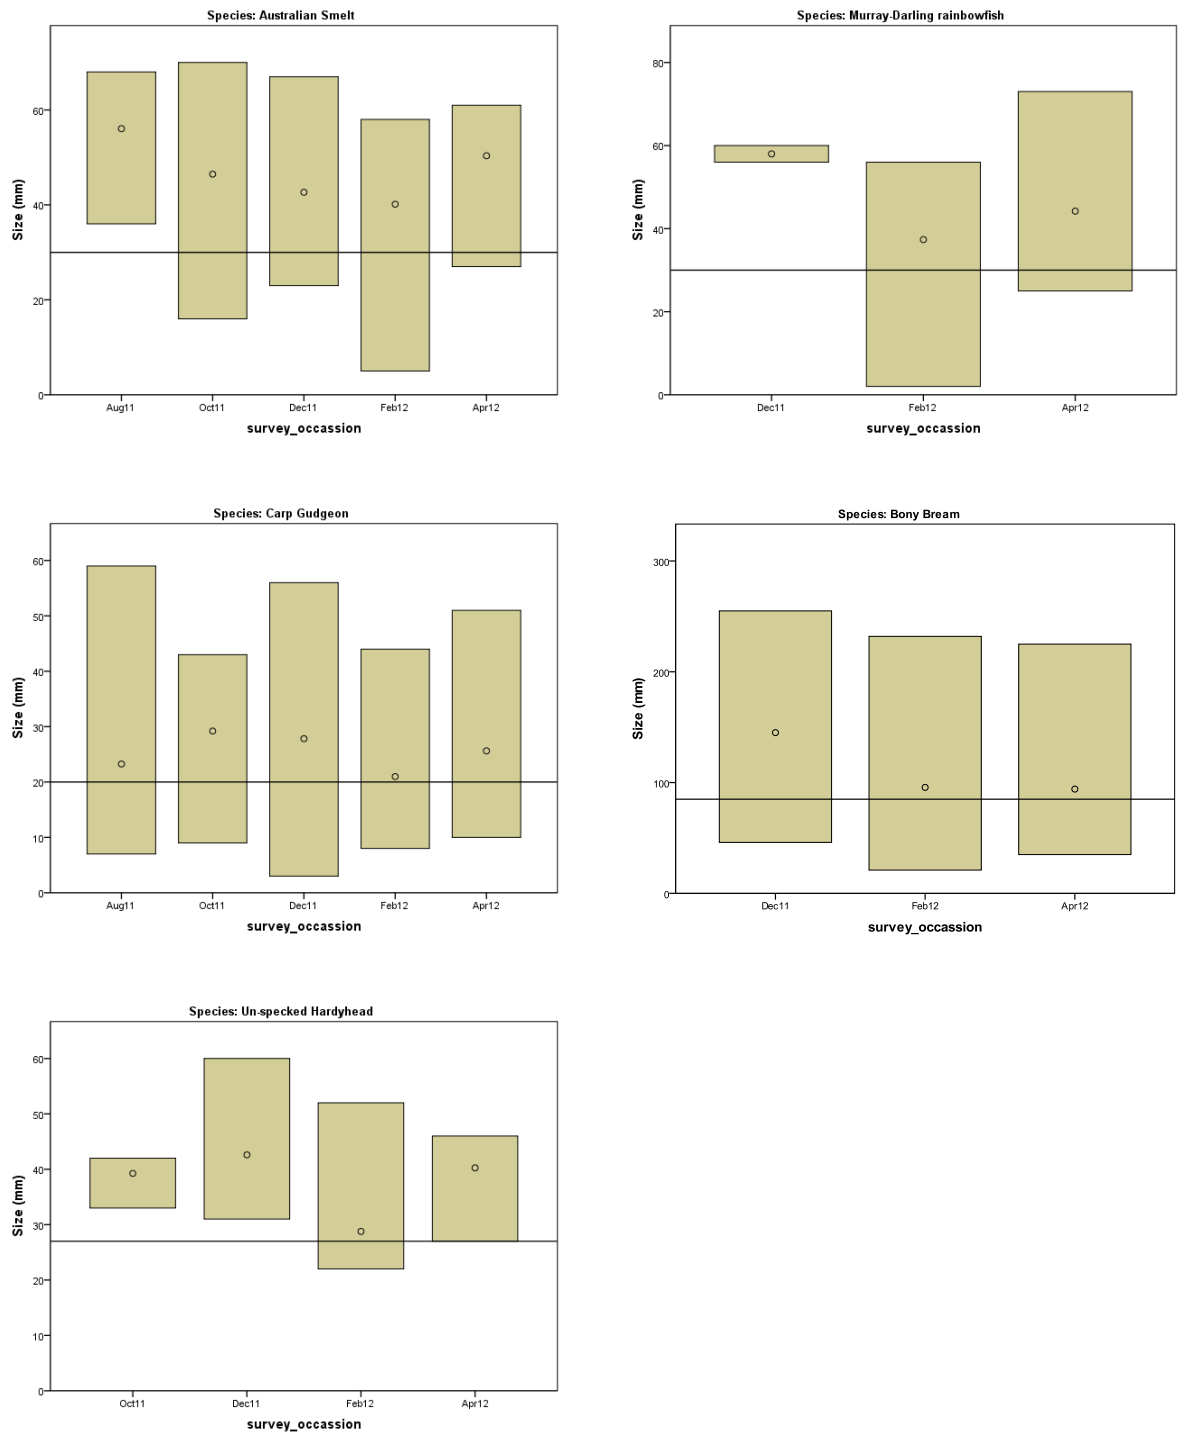 Species: Australian Smelt
Size (mm)
60
40
20
0
Aug11 Oct11 Dec11 Feb12 Apr12
survey_occassion
Species: Murray-Darling rainbowfish
Size (mm)
80
60
40
20
0
Dec11 Feb12 Apr12
survey_occassion
Species: Carp Gudgeon
Size (mm)
60
50
40
30
20
10
0
Aug11 Oct11 Dec11 Feb12 Apr12
survey_occassion
Species: Bony Bream
Size (mm)
300
200
100
0
Dec11 Feb12 Apr12
survey_occassion
Species: Un-specked Hardyhead
Size (mm)
60
50
40
30
20
10
0
Oct11 Dec11 Feb12 Apr12
survey_occassion